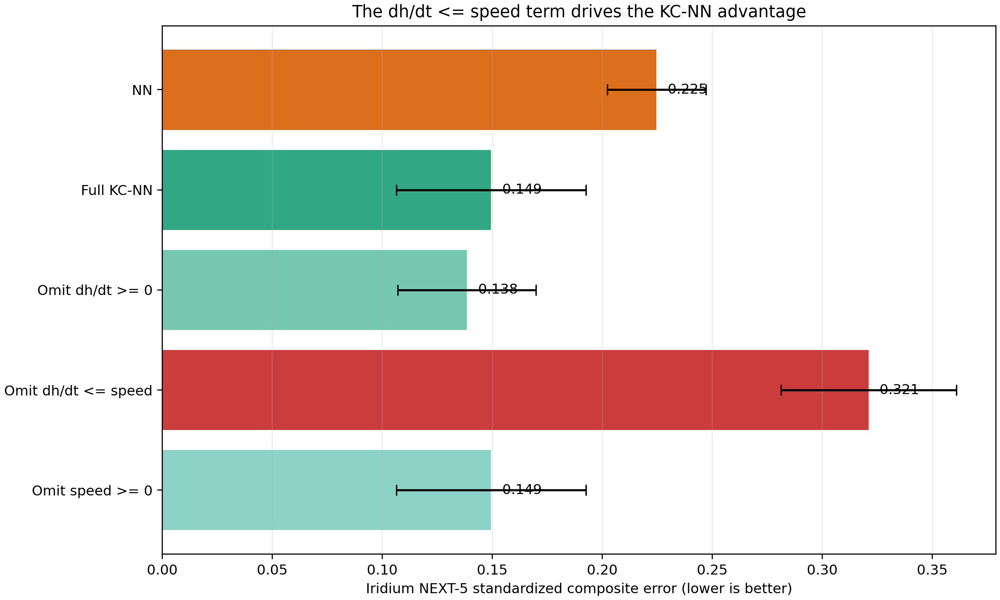 The dh/dt <= speed term drives the KC-NN advantage
NN
0.225
Full KC-NN
0.149
Omit dh/dt >= 0
0.138
Omit dh/dt <= speed
0.321
Omit speed >= 0
0.149
0.00 0.05 0.10 0.15 0.20 0.25 0.30 0.35
Iridium NEXT-5 standardized composite error (lower is better)